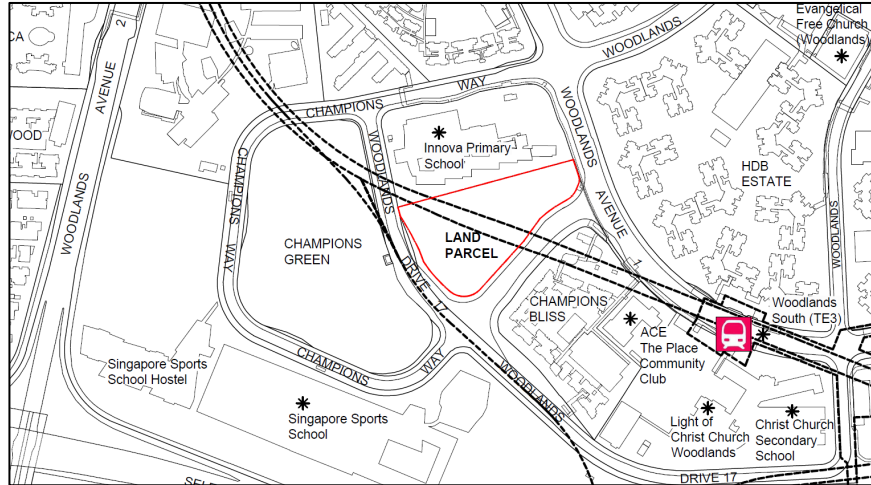 Evangelical
Free Church
(Woodlands)
CA
2
AVENUE
WOODLANDS
WOOD
WOODLANDS
WAY
CHAMPIONS
WOODLANDS
Innova Primary
School
WOODLANDS
AVENUE
1
HDB
ESTATE
WOODLANDS
CHAMPIONS
WAY
CHAMPIONS
GREEN
LAND
PARCEL
DRIVE 17
CHAMPIONS
BLISS
Woodlands
South (TE3)
ACE
The Place
Community
Club
Singapore Sports
School Hostel
CHAMPIONS
WAY
WOODLANDS
Singapore Sports
School
Light of
Christ Church
Woodlands
Christ Church
Secondary
School
DRIVE 17